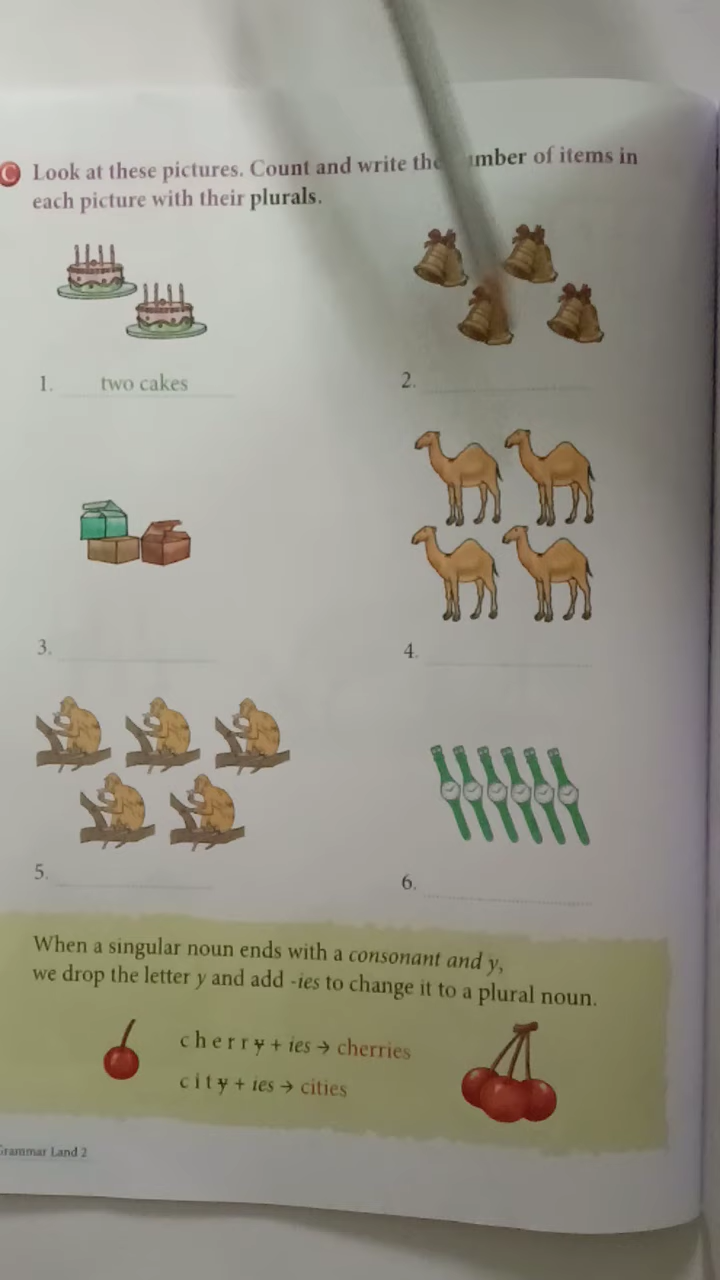 C Look at these pictures. Count and write the number of items in
each picture with their plurals.
1. two cakes
2.
3.
4.
5.
6.
When a singular noun ends with a consonant and y,
we drop the letter y and add -ies to change it to a plural noun.
cherry + ies → cherries
city + ies → cities
Grammar Land 2